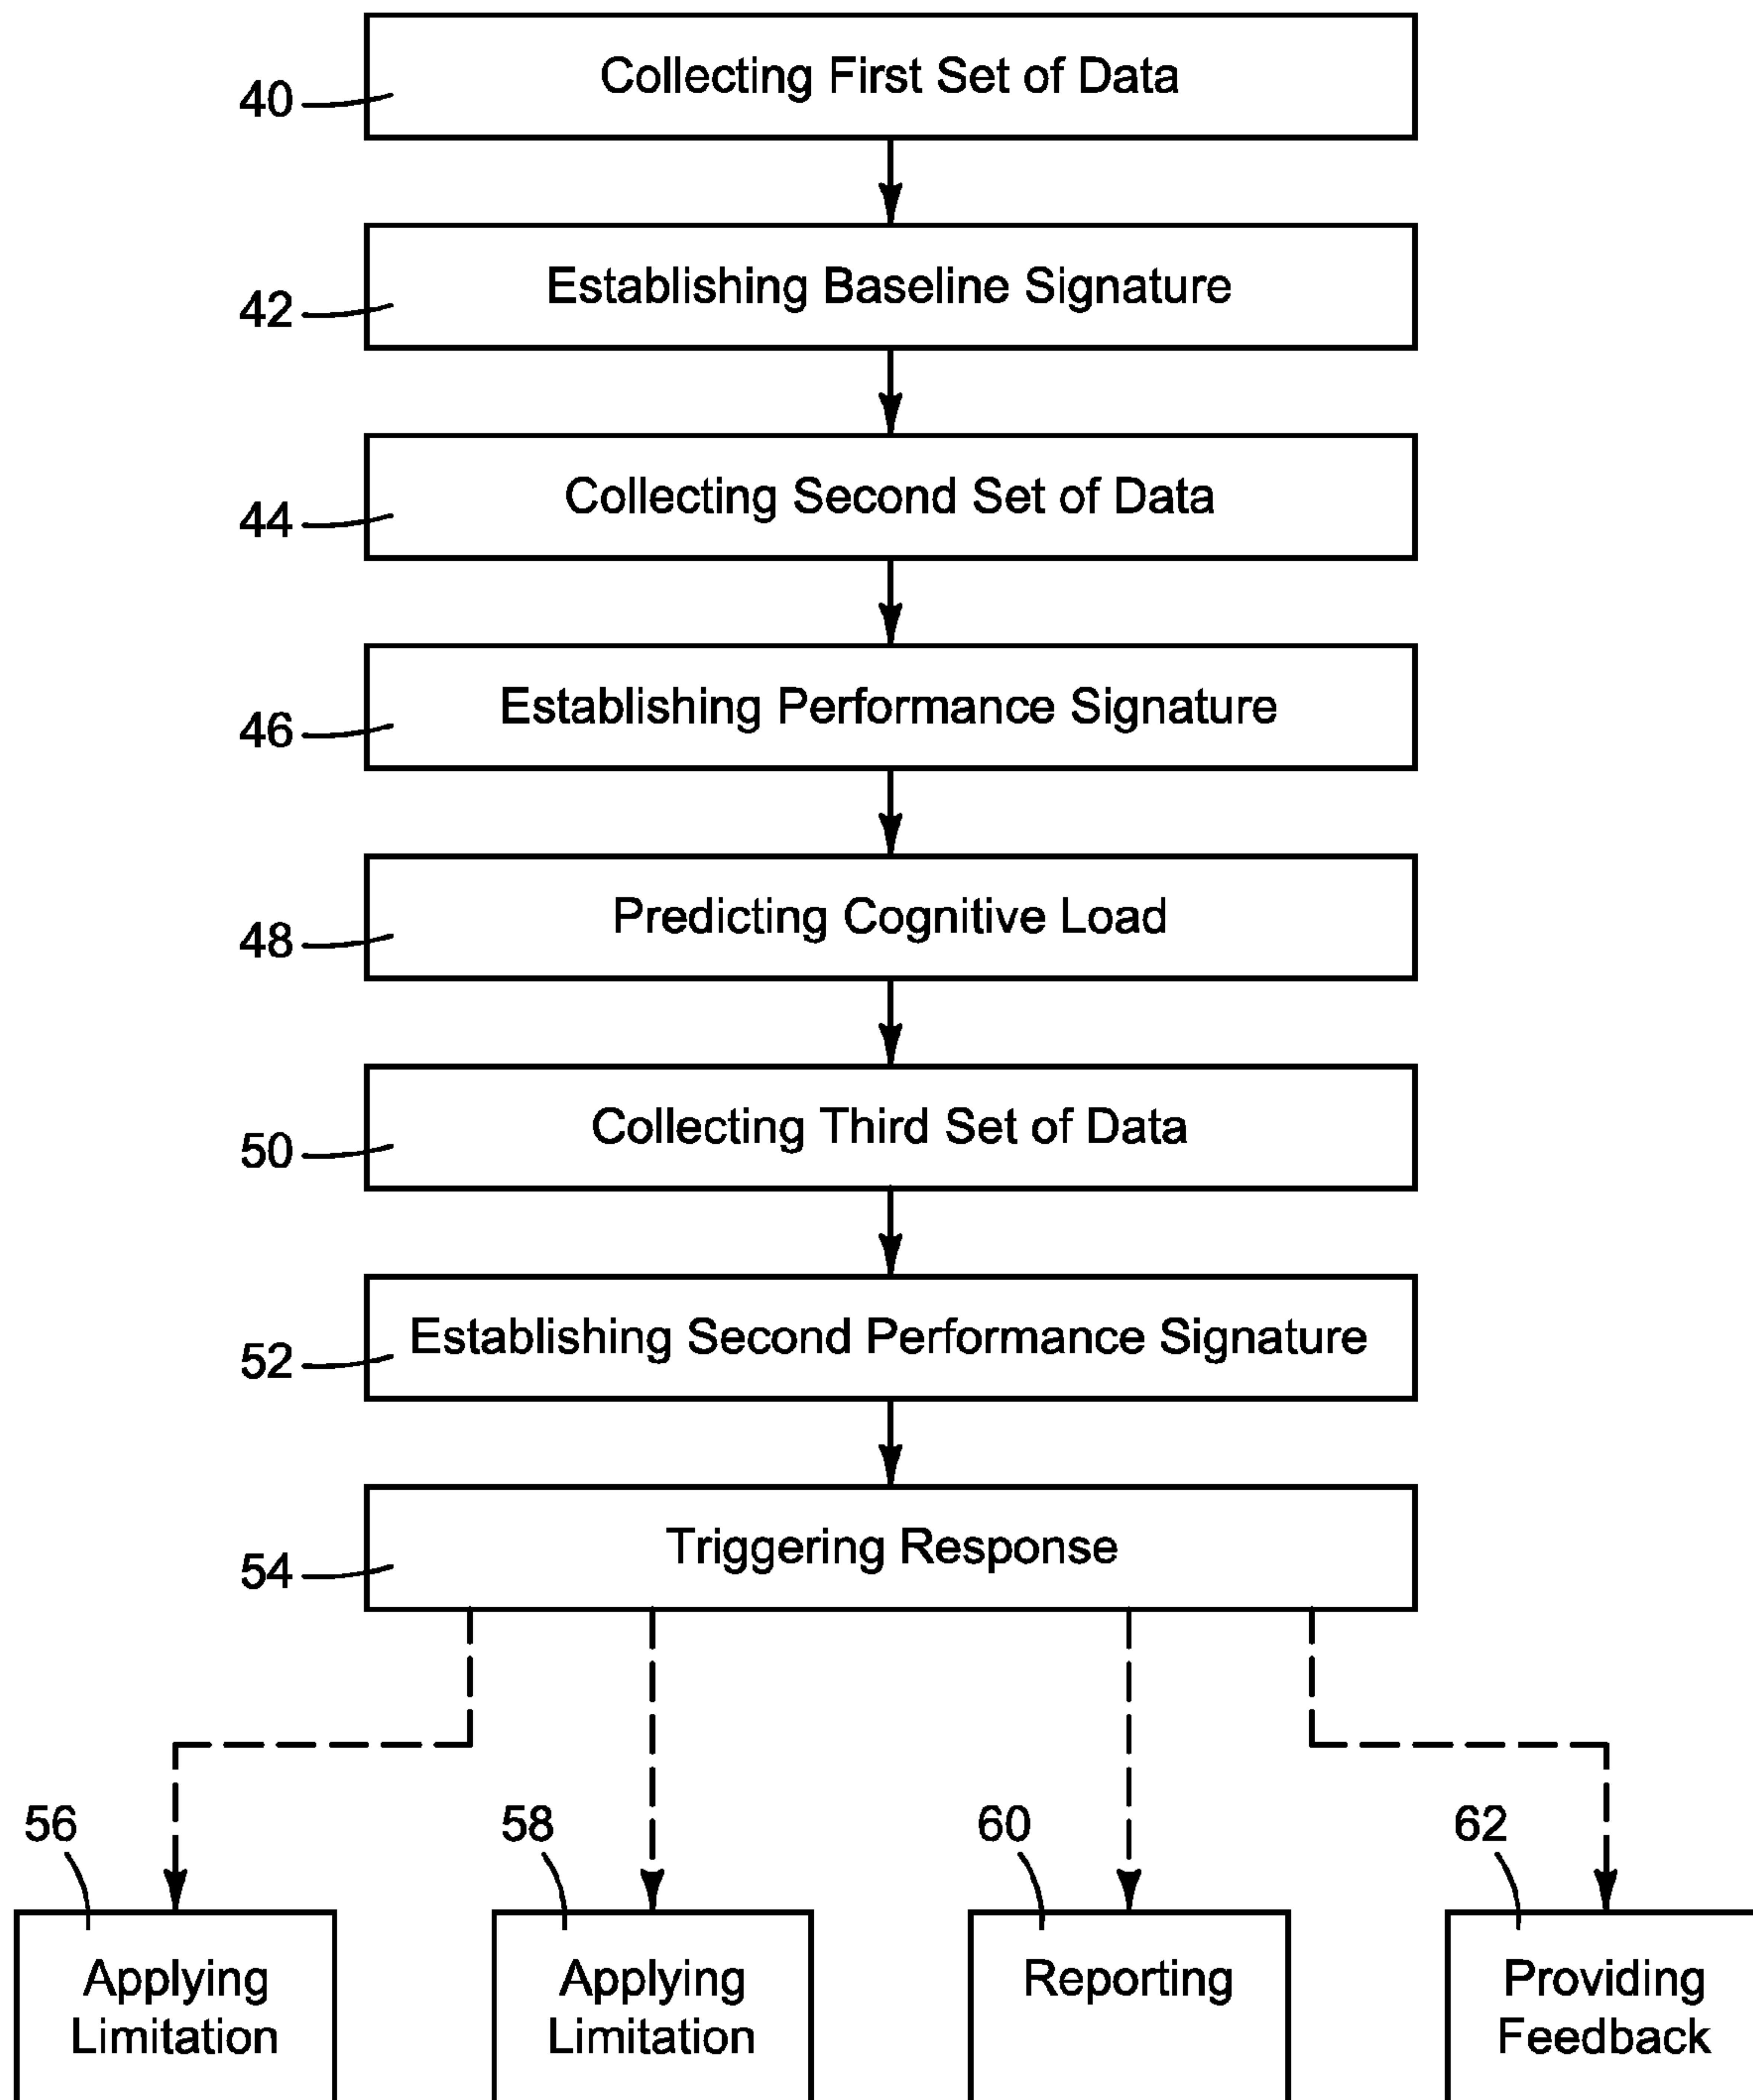 Collecting First Set of Data
40
Establishing Baseline Signature
42
Collecting Second Set of Data
44
Establishing Performance Signature
46
Predicting Cognitive Load
48
Collecting Third Set of Data
50
Establishing Second Performance Signature
52
Triggering Response
54
56
58
60
62
Applying
Limitation
Applying
Limitation
Reporting
Providing
Feedback